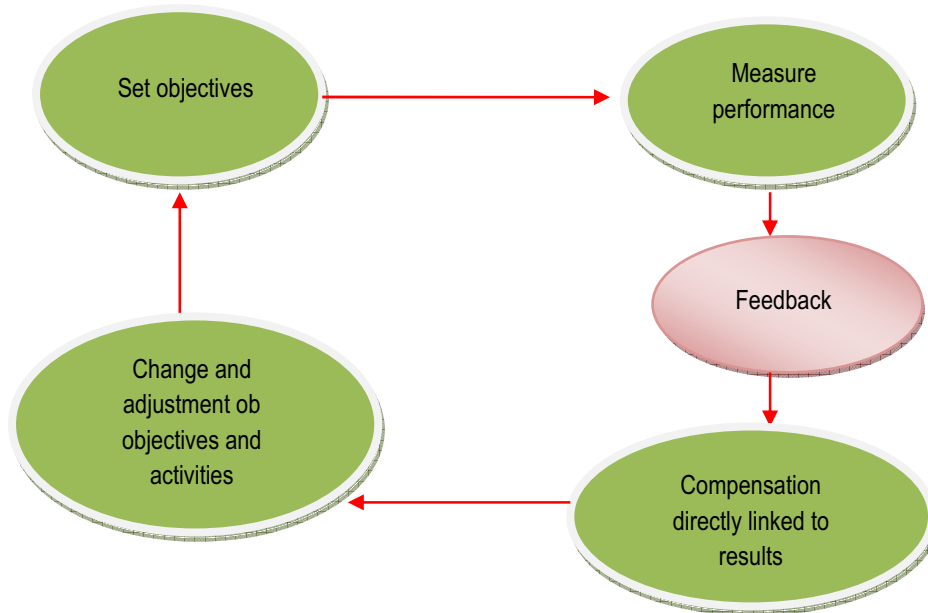 Set objectives
Measure
performance
Feedback
Compensation
directly linked to
results
Change and
adjustment ob
objectives and
activities